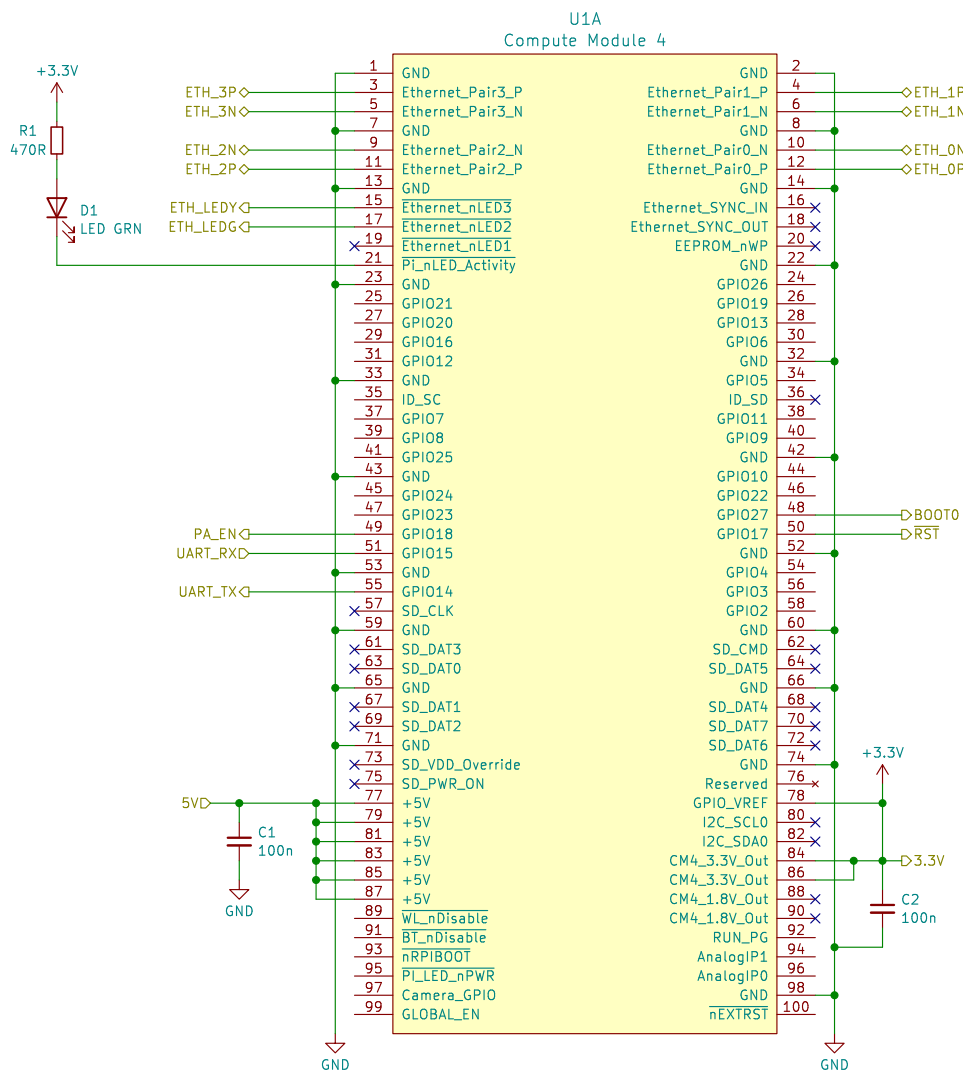 U1A
Compute Module 4
1 GND GND 2
ETH_3P 3 Ethernet_Pair3_P Ethernet_Pair1_P 4 ETH_1P
ETH_3N 5 Ethernet_Pair3_N Ethernet_Pair1_N 6 ETH_1N
7 GND GND 8
ETH_2N 9 Ethernet_Pair2_N Ethernet_Pair0_N 10 ETH_0N
ETH_2P 11 Ethernet_Pair2_P Ethernet_Pair0_P 12 ETH_0P
13 GND GND 14
ETH_LEDY 15 Ethernet_nLED3 Ethernet_SYNC_IN 16
ETH_LEDG 17 Ethernet_nLED2 Ethernet_SYNC_OUT 18
19 Ethernet_nLED1 EEPROM_nWP 20
21 Pi_nLED_Activity GND 22
23 GND GPIO26 24
25 GPIO21 GPIO19 26
27 GPIO20 GPIO13 28
29 GPIO16 GPIO6 30
31 GPIO12 GND 32
33 GND GPIO5 34
35 ID_SC ID_SD 36
37 GPIO7 GPIO11 38
39 GPIO8 GPIO9 40
41 GPIO25 GND 42
43 GND GPIO10 44
45 GPIO24 GPIO22 46
47 GPIO23 GPIO27 48 BOOT0
PA_EN 49 GPIO18 GPIO17 50 RST
UART_RX 51 GPIO15 GND 52
53 GND GPIO4 54
UART_TX 55 GPIO14 GPIO3 56
57 SD_CLK GPIO2 58
59 GND GND 60
61 SD_DAT3 SD_CMD 62
63 SD_DAT0 SD_DAT5 64
65 GND GND 66
67 SD_DAT1 SD_DAT4 68
69 SD_DAT2 SD_DAT7 70
71 GND SD_DAT6 72
73 SD_VDD_Override GND 74
75 SD_PWR_ON Reserved 76
5V 77 +5V GPIO_VREF 78
79 +5V I2C_SCL0 80
81 +5V I2C_SDA0 82
83 +5V CM4_3.3V_Out 84 3.3V
85 +5V CM4_3.3V_Out 86
87 +5V CM4_1.8V_Out 88
89 WL_nDisable CM4_1.8V_Out 90
91 BT_nDisable RUN_PG 92
93 nRPIBOOT AnalogIP1 94
95 PI_LED_nPWR AnalogIP0 96
97 Camera_GPIO GND 98
99 GLOBAL_EN nEXTRST 100
GND
GND
+3.3V
R1
470R
D1
LED GRN
C1
100n
GND
+3.3V
C2
100n